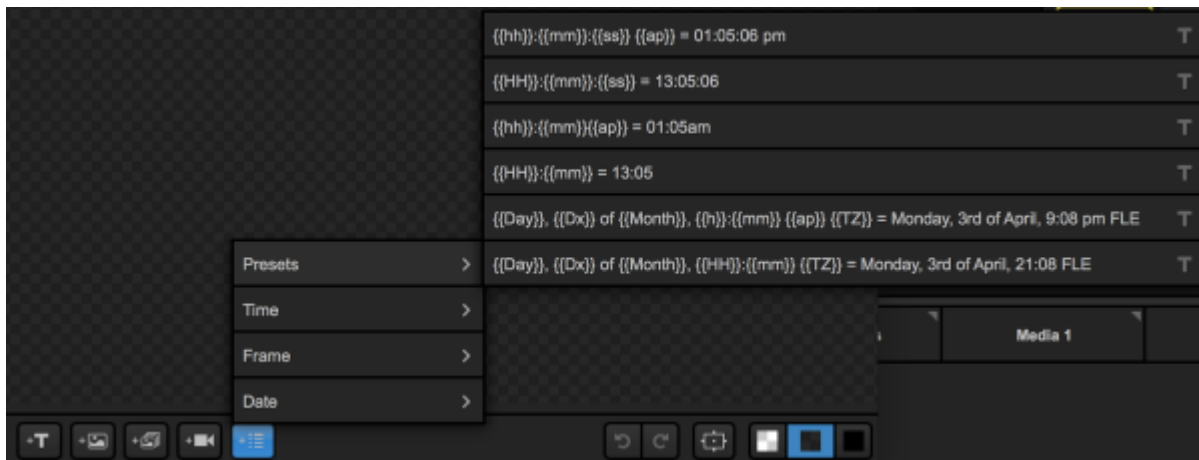 {{hh}}:{{mm}}:{{ss}} {{ap}} = 01:05:06 pm
{{HH}}:{{mm}}:{{ss}} = 13:05:06
{{hh}}:{{mm}}{{ap}} = 01:05am
{{HH}}:{{mm}} = 13:05
{{Day}}, {{Dx}} of {{Month}}, {{h}}:{{mm}} {{ap}} {{TZ}} = Monday, 3rd of April, 9:08 pm FLE
{{Day}}, {{Dx}} of {{Month}}, {{HH}}:{{mm}} {{TZ}} = Monday, 3rd of April, 21:08 FLE
Presets
Time
Frame
Date
Media 1